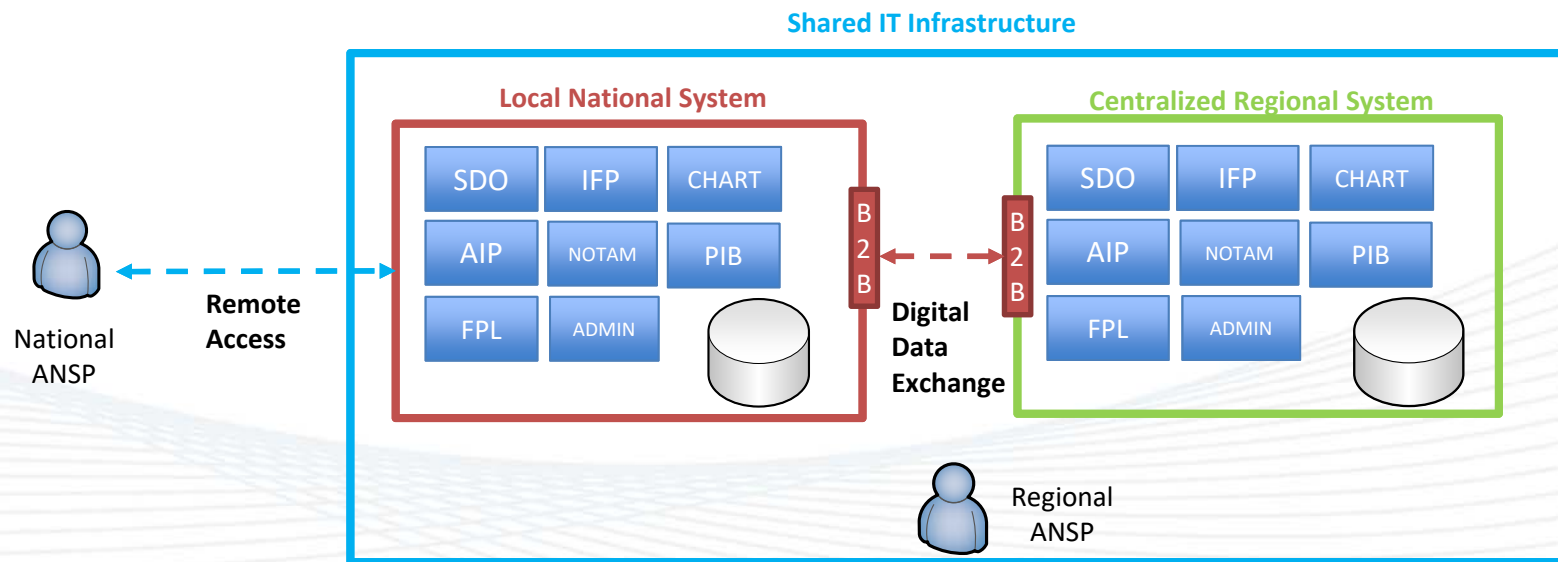 Shared IT Infrastructure
Local National System
Centralized Regional System
SDO IFP CHART
AIP NOTAM PIB
FPL ADMIN
B
2
B
Digital
Data
Exchange
B
2
B
SDO IFP CHART
AIP NOTAM PIB
FPL ADMIN
Remote
Access
National
ANSP
Regional
ANSP